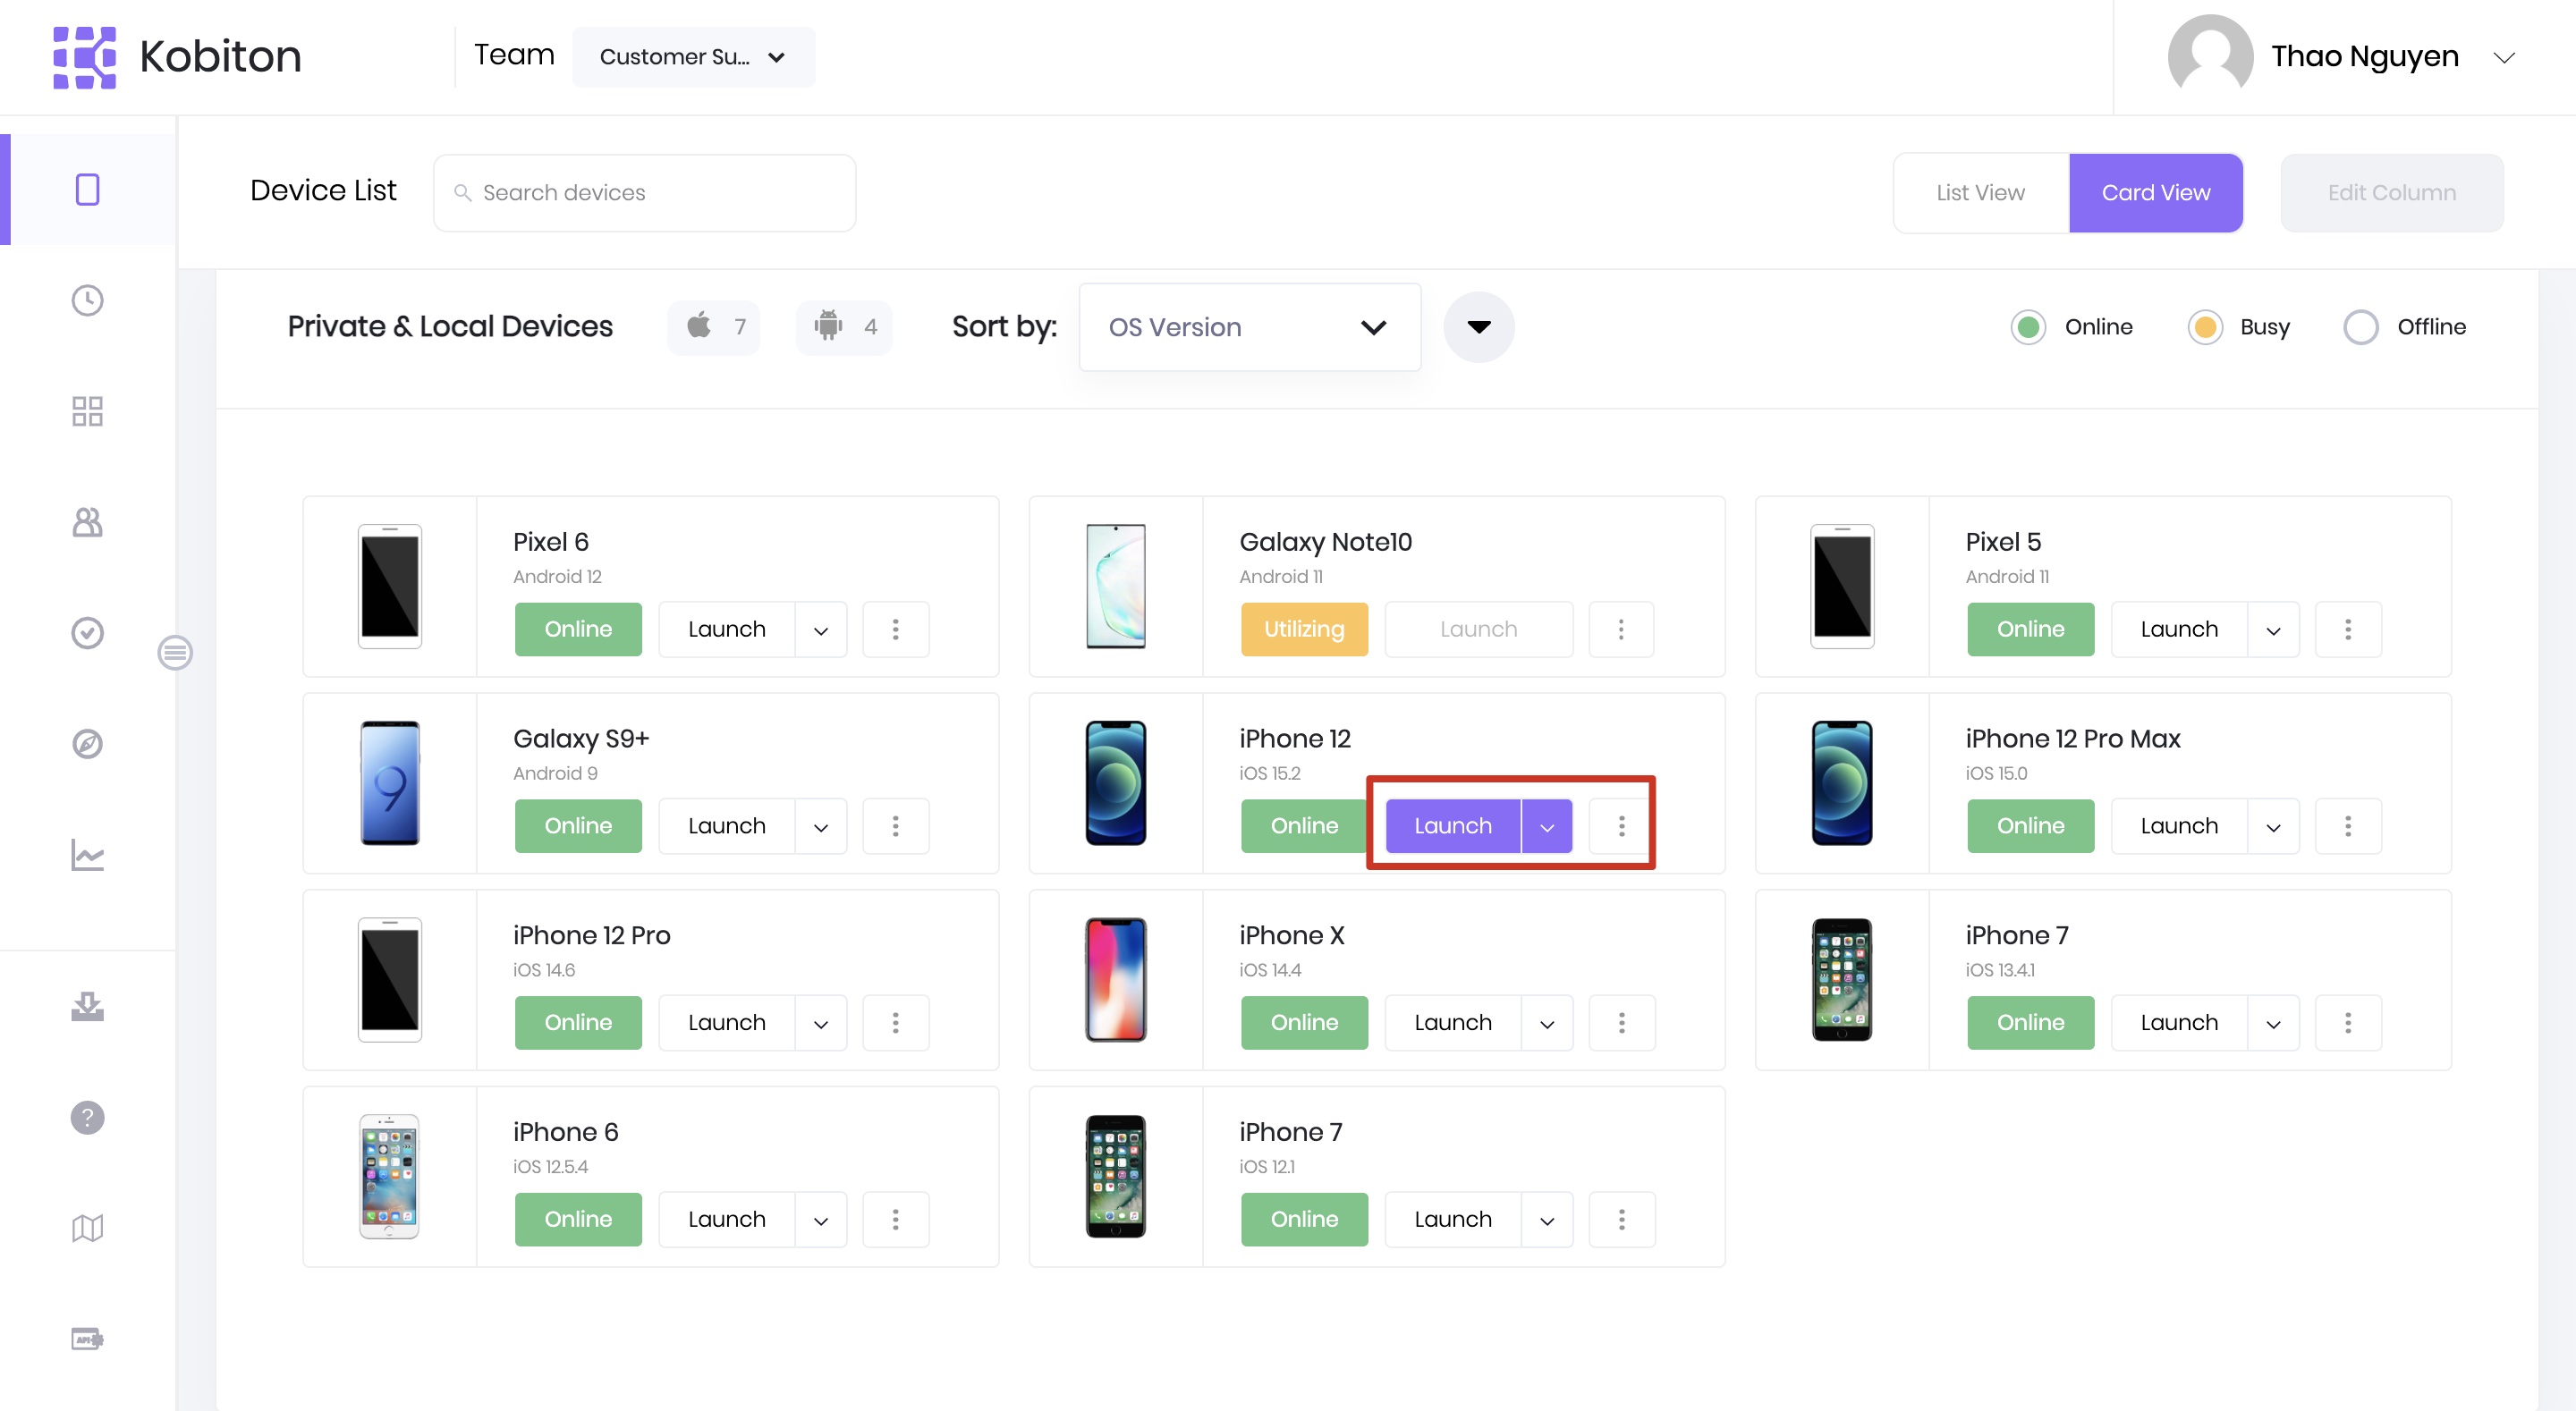 Kobiton
Team
Customer Su...
Thao Nguyen
Device List
Search devices
List View
Card View
Edit Column
Private & Local Devices
7
4
Sort by:
OS Version
Online
Busy
Offline
Pixel 6
Android 12
Online
Launch
Galaxy Note10
Android 11
Utilizing
Launch
Pixel 5
Android 11
Online
Launch
Galaxy S9+
Android 9
Online
Launch
9
iPhone 12
iOS 15.2
Online
Launch
iPhone 12 Pro Max
iOS 15.0
Online
Launch
iPhone 12 Pro
iOS 14.6
Online
Launch
iPhone X
iOS 14.4
Online
Launch
iPhone 7
iOS 13.4.1
Online
Launch
iPhone 6
iOS 12.5.4
Online
Launch
iPhone 7
iOS 12.1
Online
Launch
?
API